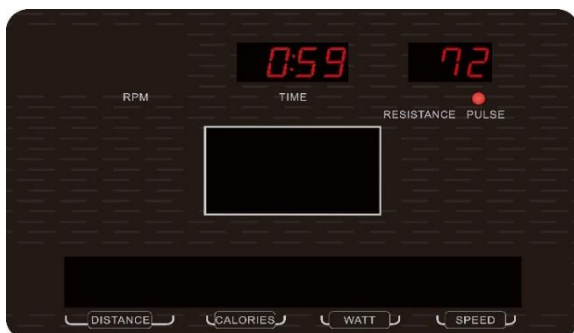 0:59 72
RPM TIME
RESISTANCE PULSE
DISTANCE CALORIES WATT SPEED